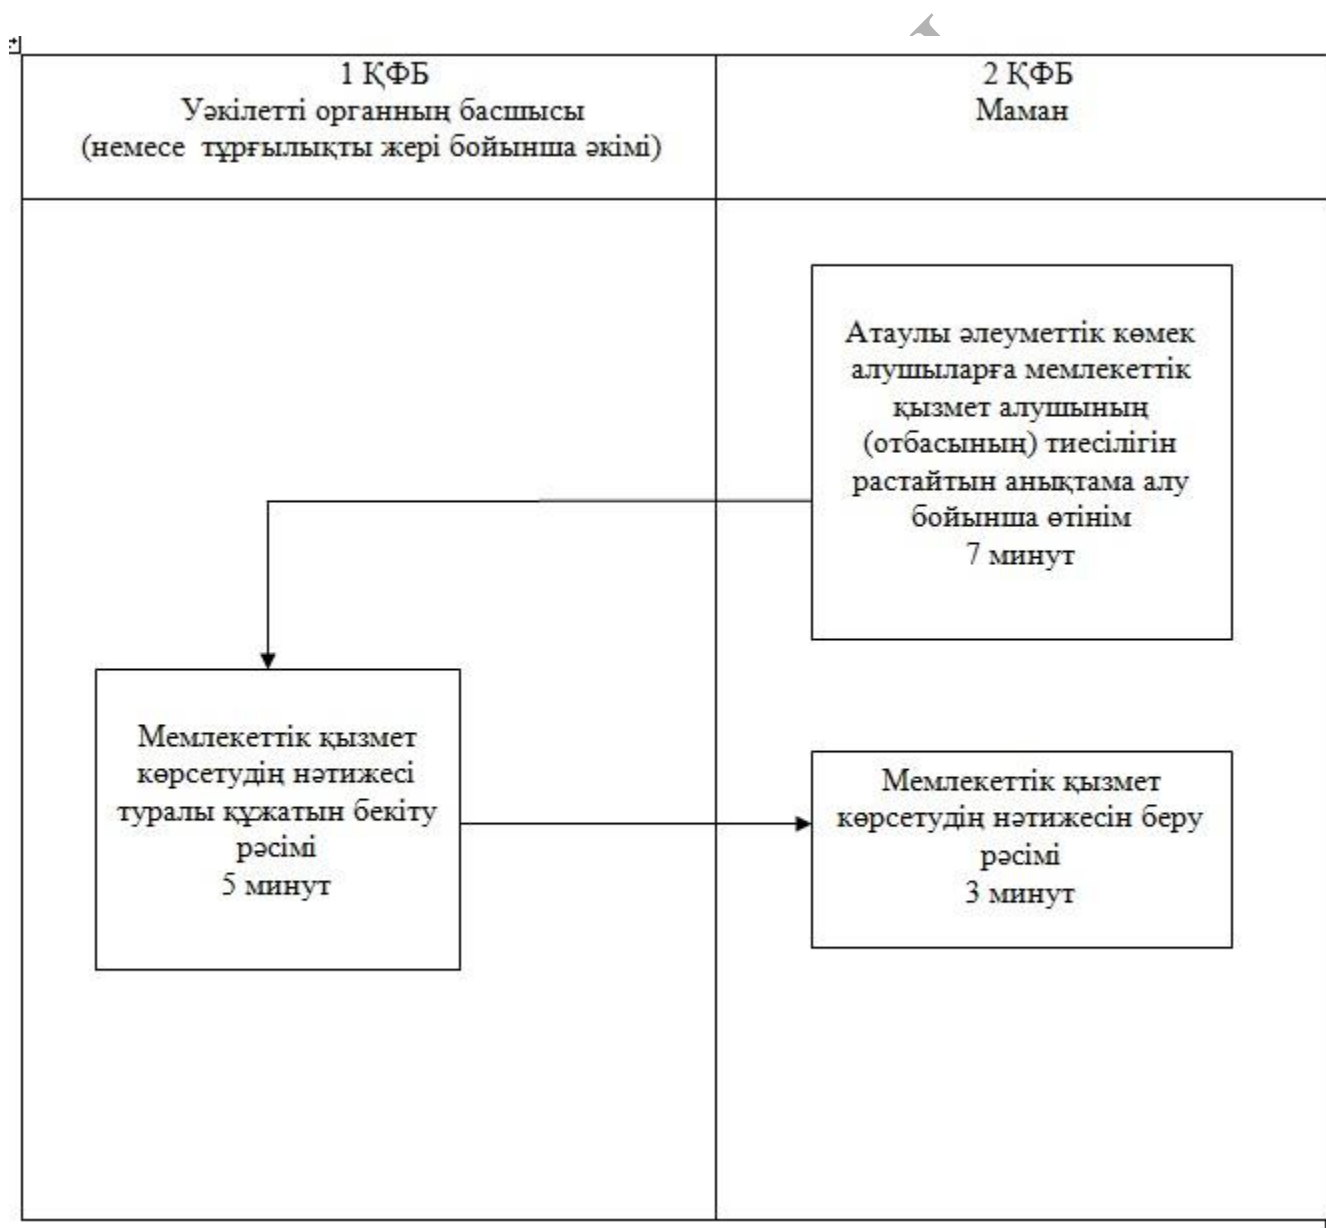 1 ҚФБ
Уәкілетті органның басшысы
(немесе тұрғылықты жері бойынша әкімі)
2 ҚФБ
Маман
Атаулы әлеуметтік көмек
алушыларға мемлекеттік
қызмет алушының
(отбасының) тиесілігін
растайтын анықтама алу
бойынша өтінім
7 минут
Мемлекеттік қызмет
көрсетудің нәтижесі
туралы құжатын бекіту
рәсімі
5 минут
Мемлекеттік қызмет
көрсетудің нәтижесін беру
рәсімі
3 минут